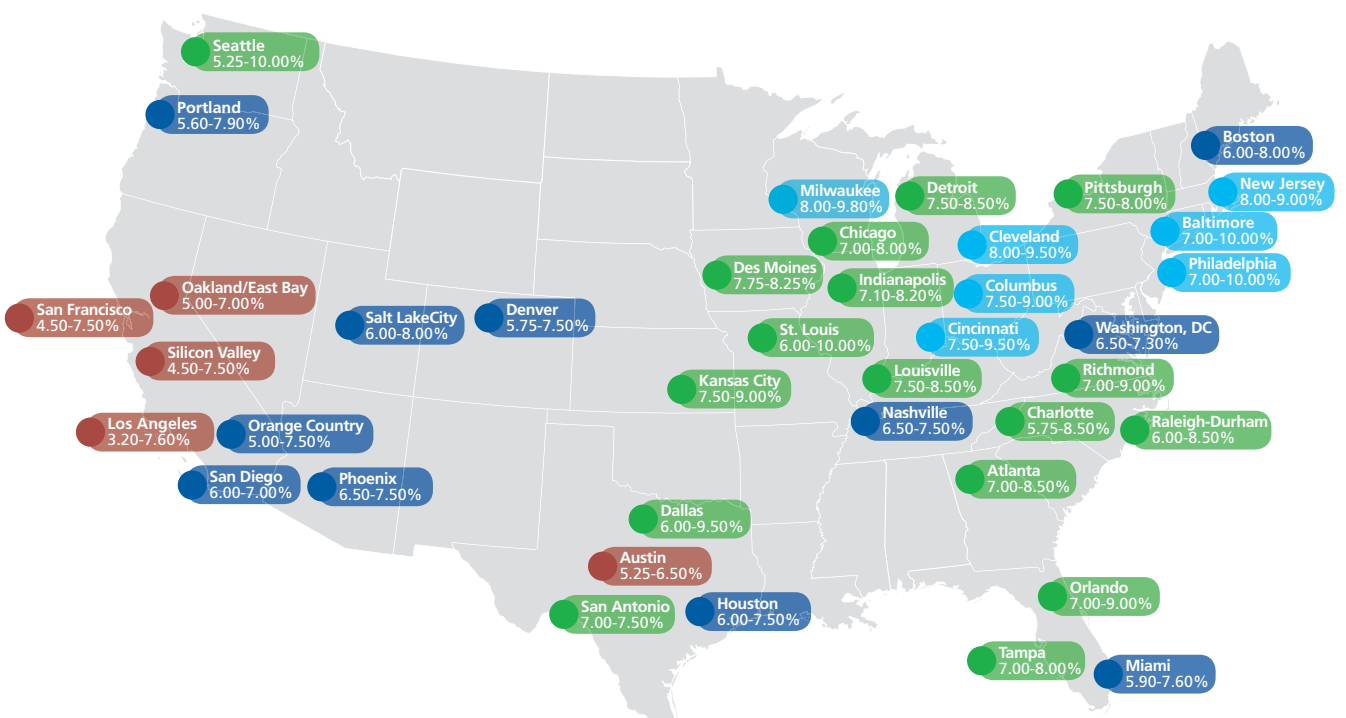 Seattle
5.25-10.00%
Portland
5.60-7.90%
Boston
6.00-8.00%
Milwaukee
8.00-9.80%
Detroit
7.50-8.50%
Pittsburgh
7.50-8.00%
New Jersey
8.00-9.00%
Chicago
7.00-8.00%
Cleveland
8.00-9.50%
Baltimore
7.00-10.00%
Des Moines
7.75-8.25%
Indianapolis
7.10-8.20%
Columbus
7.50-9.00%
Philadelphia
7.00-10.00%
Oakland/East Bay
5.00-7.00%
San Francisco
4.50-7.50%
Salt LakeCity
6.00-8.00%
Denver
5.75-7.50%
St. Louis
6.00-10.00%
Cincinnati
7.50-9.50%
Washington, DC
6.50-7.30%
Silicon Valley
4.50-7.50%
Kansas City
7.50-9.00%
Louisville
7.50-8.50%
Richmond
7.00-9.00%
Los Angeles
3.20-7.60%
Orange Country
5.00-7.50%
Nashville
6.50-7.50%
Charlotte
5.75-8.50%
Raleigh-Durham
6.00-8.50%
San Diego
6.00-7.00%
Phoenix
6.50-7.50%
Atlanta
7.00-8.50%
Dallas
6.00-9.50%
Austin
5.25-6.50%
San Antonio
7.00-7.50%
Houston
6.00-7.50%
Orlando
7.00-9.00%
Tampa
7.00-8.00%
Miami
5.90-7.60%